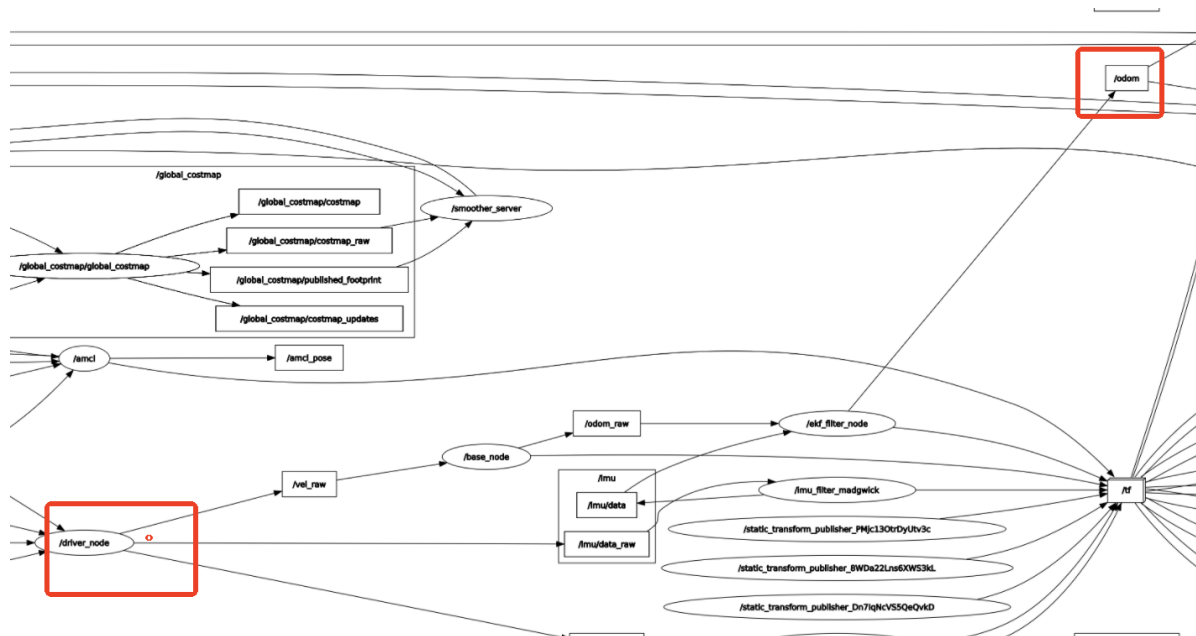 /odom
/global_costmap
/global_costmap/costmap
/smoother_server
/global_costmap/costmap_raw
/global_costmap/global_costmap
/global_costmap/published_footprint
/global_costmap/costmap_updates
/amcl
/amcl_pose
/odom_raw
/ekf_filter_node
/base_node
/imu
/vel_raw
/imu_filter_madgwick
/tf
/imu/data
/static_transform_publisher_PMjc13OtrDyUtv3c
/driver_node
/imu/data_raw
/static_transform_publisher_8WDa22Lns6XWS3kL
/static_transform_publisher_Dn7iqNcVS5QeQvkD